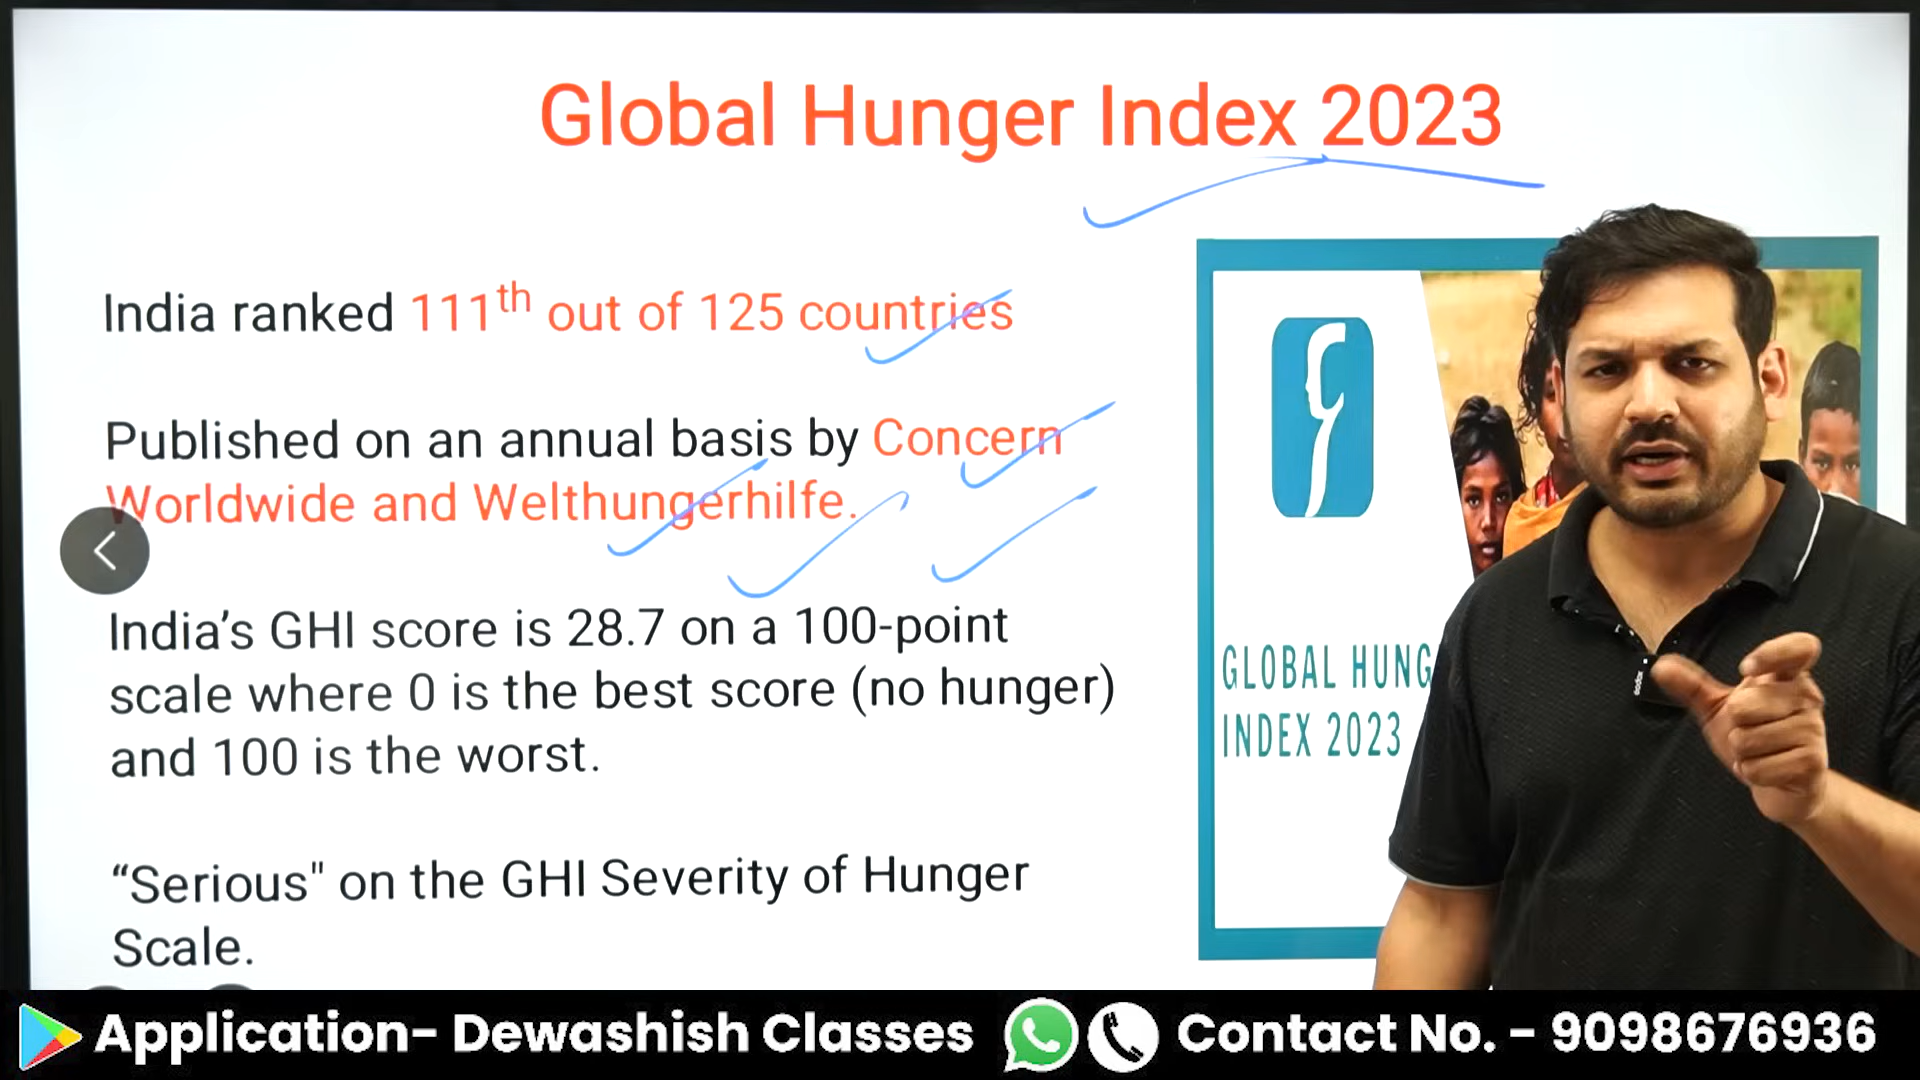 Global Hunger Index 2023
India ranked 111th out of 125 countries
Published on an annual basis by Concern
Worldwide and Welthungerhilfe.
India's GHI score is 28.7 on a 100-point
scale where 0 is the best score (no hunger)
and 100 is the worst.
“Serious" on the GHI Severity of Hunger
Scale.
GLOBAL HUNG
INDEX 2023
Application- Dewashish Classes
Contact No. - 9098676936